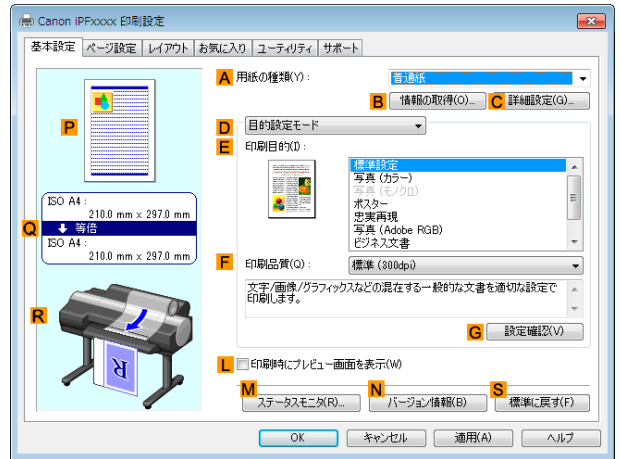 Canon iPFxxxx 印刷設定
基本設定 ページ設定 レイアウト お気に入り ユーティリティ サポート
A 用紙の種類(Y): 普通紙
B 情報の取得(O)... C 詳細設定(G)...
P
D 目的設定モード
E 印刷目的(I):
標準設定
写真 (カラー)
写真 (モノクロ)
ポスター
忠実再現
写真 (Adobe RGB)
ビジネス文書
ISO A4 :
210.0 mm × 297.0 mm
Q 等倍
ISO A4 :
210.0 mm × 297.0 mm
F 印刷品質(Q): 標準 (300dpi)
文字/画像/グラフィックスなどの混在する一般的な文書を適切な設定で
印刷します。
R
G 設定確認(V)
R
L 印刷時にプレビュー画面を表示(W)
M ステータスモニタ(R)... N バージョン情報(B) S 標準に戻す(F)
OK キャンセル 適用(A) ヘルプ